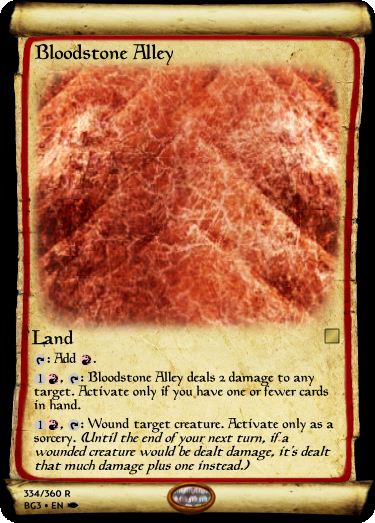 Bloodstone Alley
Land
: Add .
1 , : Bloodstone Alley deals 2 damage to any
target. Activate only if you have one or fewer cards
in hand.
1 , : Wound target creature. Activate only as a
sorcery. (Until the end of your next turn, if a
wounded creature would be dealt damage, it's dealt
that much damage plus one instead.)
334/360 R
BG3 • EN